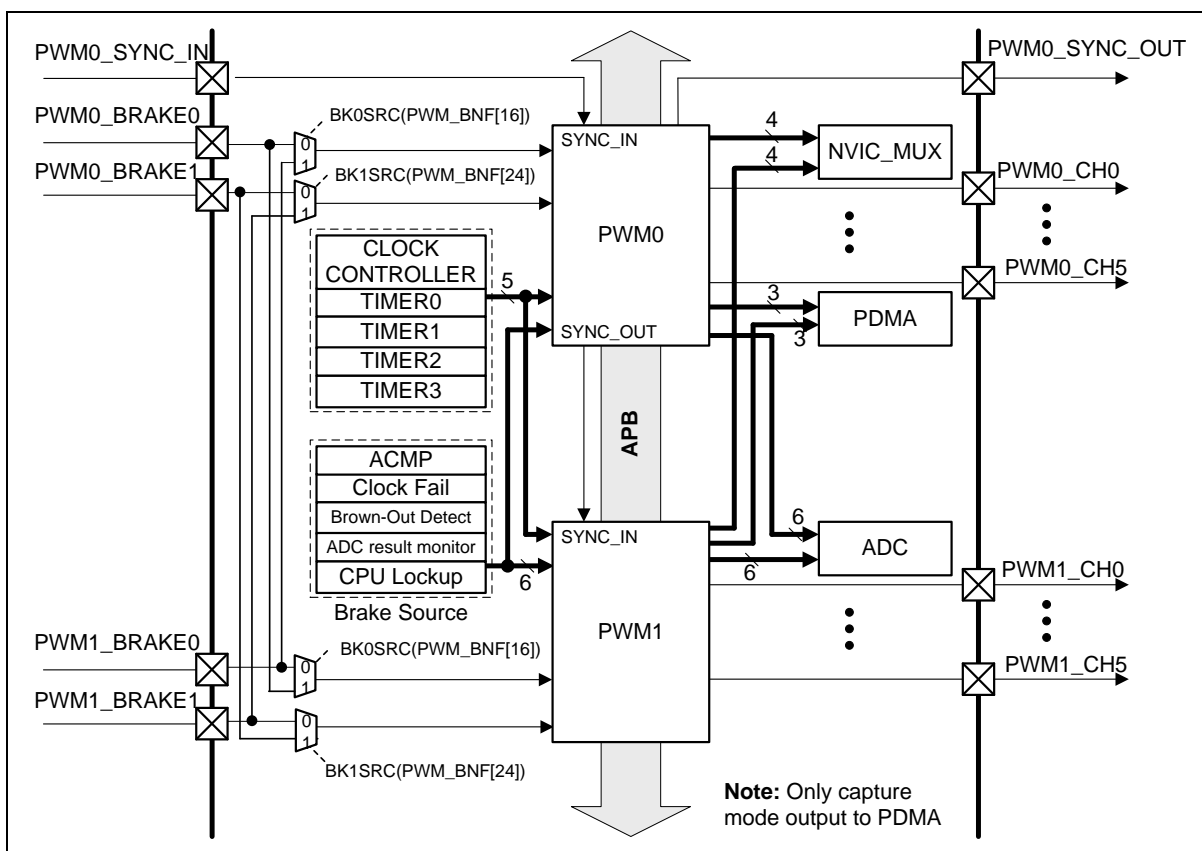 PWM0_SYNC_IN
PWM0_SYNC_OUT
PWM0_BRAKE0
BK0SRC(PWM_BNF[16])
0
1
PWM0_BRAKE1
BK1SRC(PWM_BNF[24])
0
1
SYNC_IN
PWM0
SYNC_OUT
4
4
NVIC_MUX
PWM0_CH0
PWM0_CH5
CLOCK
CONTROLLER
TIMER0
TIMER1
TIMER2
TIMER3
5
3
3
PDMA
APB
ACMP
Clock Fail
Brown-Out Detect
ADC result monitor
CPU Lockup
Brake Source
6
SYNC_IN
PWM1
6
6
ADC
PWM1_CH0
PWM1_CH5
PWM1_BRAKE0
BK0SRC(PWM_BNF[16])
0
1
PWM1_BRAKE1
0
1
BK1SRC(PWM_BNF[24])
Note: Only capture
mode output to PDMA